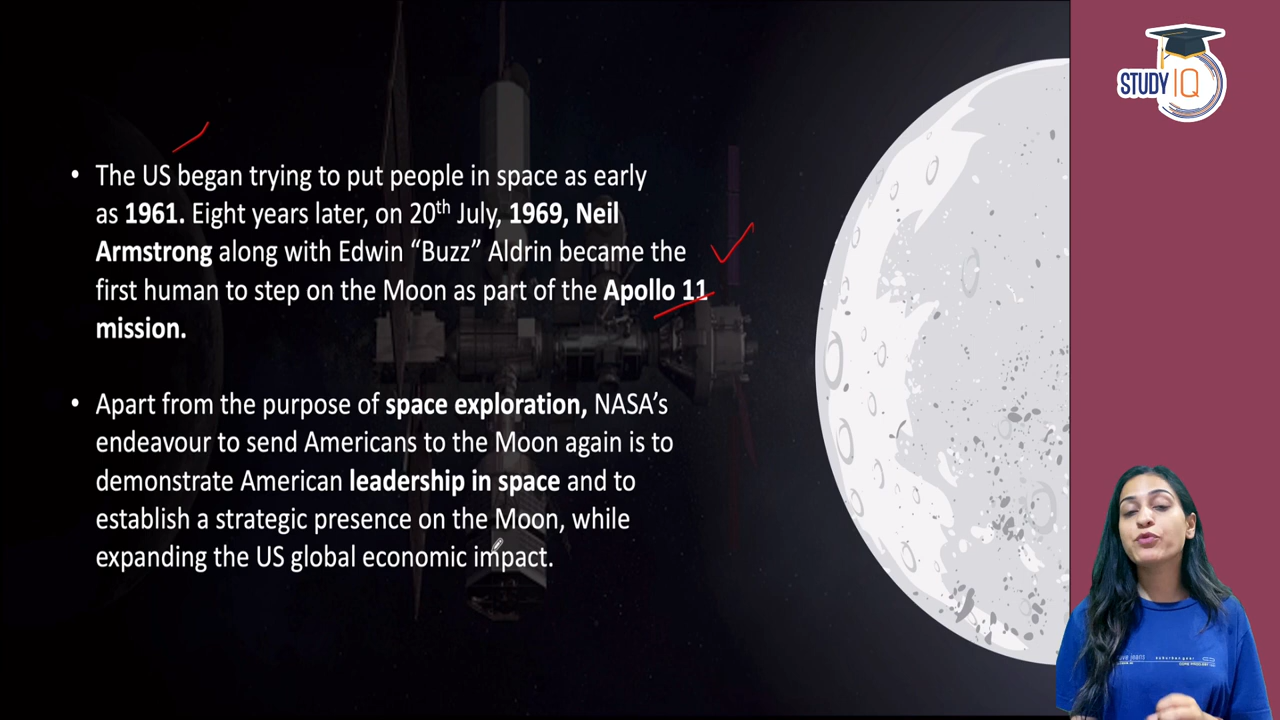 STUDY IQ
• The US began trying to put people in space as early
as 1961. Eight years later, on 20th July, 1969, Neil
Armstrong along with Edwin “Buzz” Aldrin became the
first human to step on the Moon as part of the Apollo 11
mission.
• Apart from the purpose of space exploration, NASA’s
endeavour to send Americans to the Moon again is to
demonstrate American leadership in space and to
establish a strategic presence on the Moon, while
expanding the US global economic impact.